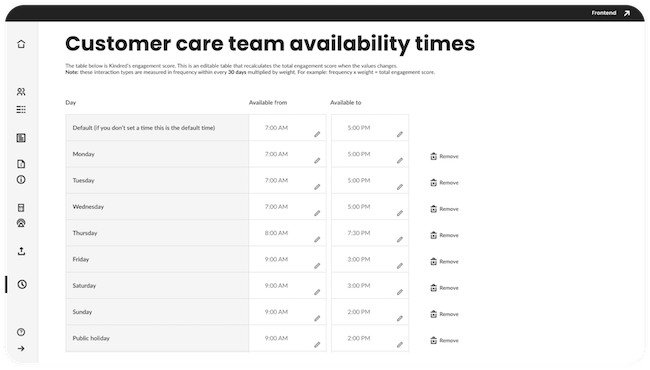 Frontend
Customer care team availability times
The table below is Kindred's engagement score. This is an editable table that recalculates the total engagement score when the values changes.
Note: these interaction types are measured in frequency within every 30 days multiplied by weight. For example: frequency x weight = total engagement score.
Day Available from Available to
Default (if you don't set a time this is the default time) 7:00 AM 5:00 PM
Monday 7:00 AM 5:00 PM Remove
Tuesday 7:00 AM 5:00 PM Remove
Wednesday 7:00 AM 5:00 PM Remove
Thursday 8:00 AM 7:30 PM Remove
Friday 9:00 AM 3:00 PM Remove
Saturday 9:00 AM 3:00 PM Remove
Sunday 9:00 AM 2:00 PM Remove
Public holiday 9:00 AM 2:00 PM Remove